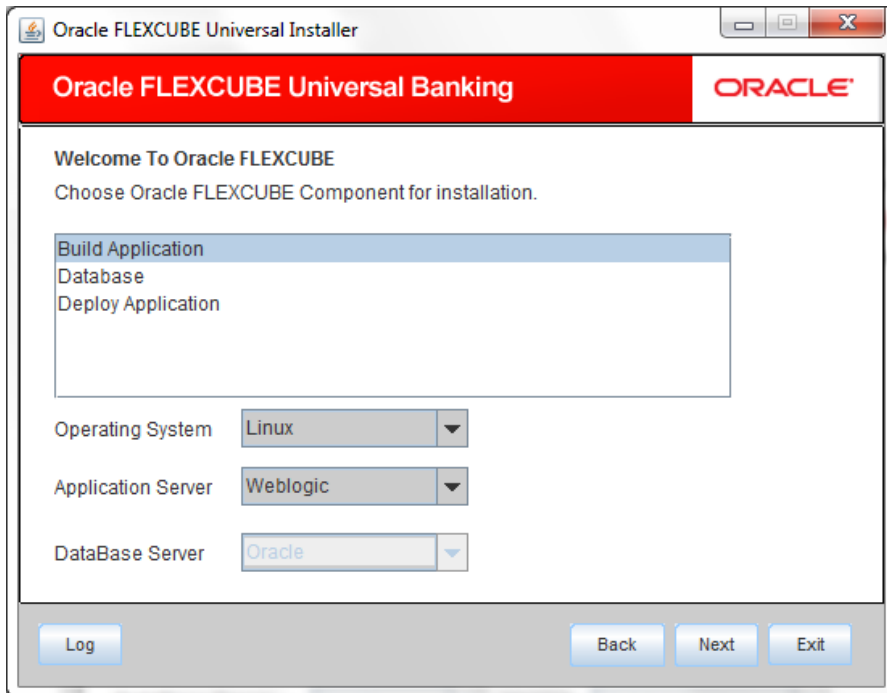 Oracle FLEXCUBE Universal Installer
Oracle FLEXCUBE Universal Banking
ORACLE
Welcome To Oracle FLEXCUBE
Choose Oracle FLEXCUBE Component for installation.
Build Application
Database
Deploy Application
Operating System Linux
Application Server Weblogic
DataBase Server Oracle
Log Back Next Exit